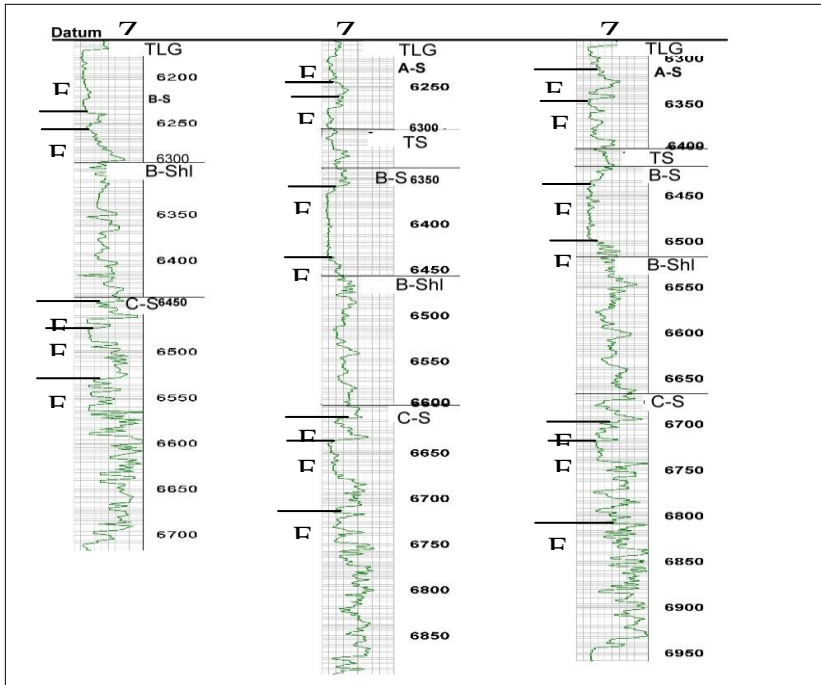 Datum 7 7 7
TLG
6200
B-S
6250
6300
B-Shl
6350
6400
C-S 6450
6500
6550
6600
6650
6700
TLG
A-S
6250
6300
TS
B-S 6350
6400
6450
B-Shl
6500
6550
6600
C-S
6650
6700
6750
6800
6850
TLG
6300
A-S
6350
6400
TS
B-S
6450
6500
B-Shl
6550
6600
6650
C-S
6700
6750
6800
6850
6900
6950